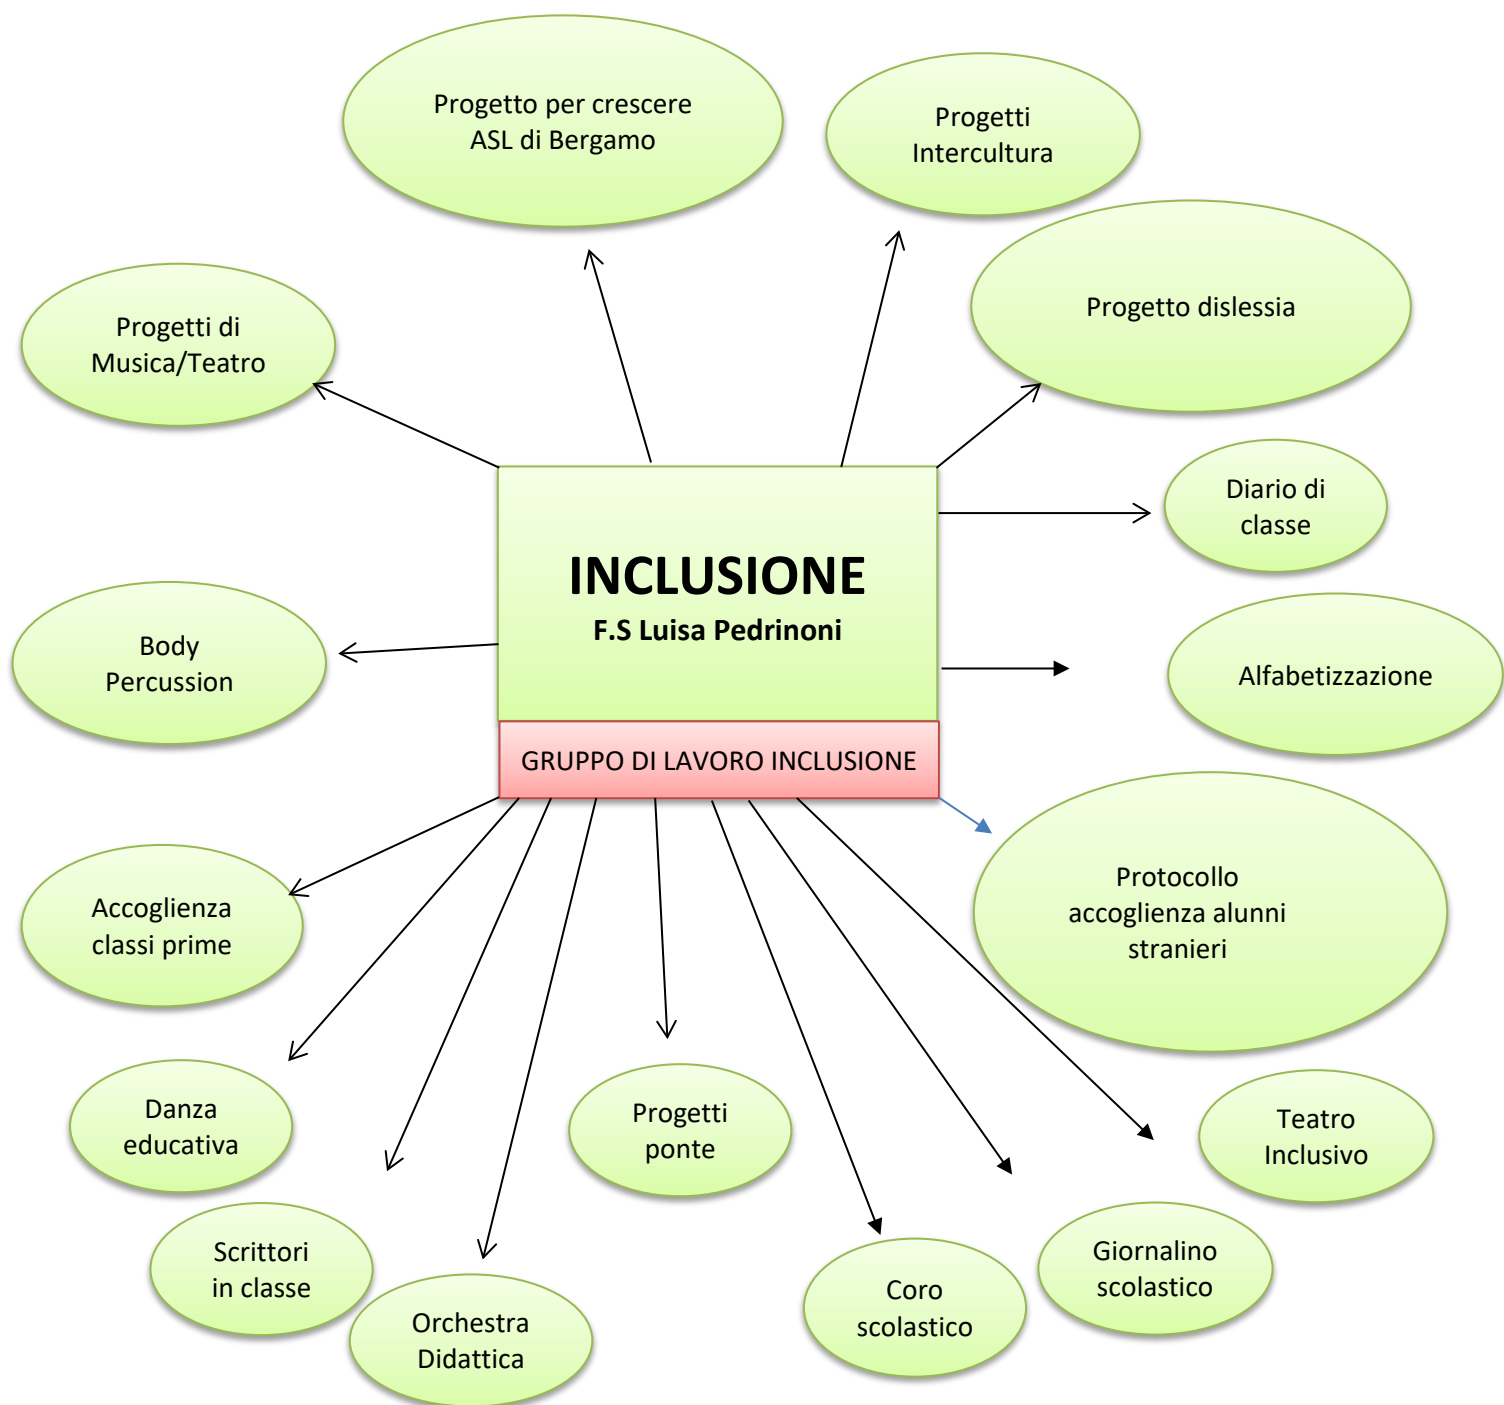 Progetto per crescere
ASL di Bergamo
Progetti
Intercultura
Progetto dislessia
Progetti di
Musica/Teatro
Diario di
classe
INCLUSIONE
F.S Luisa Pedrinoni
Body
Percussion
Alfabetizzazione
GRUPPO DI LAVORO INCLUSIONE
Accoglienza
classi prime
Protocollo
accoglienza alunni
stranieri
Danza
educativa
Progetti
ponte
Teatro
Inclusivo
Scrittori
in classe
Giornalino
scolastico
Orchestra
Didattica
Coro
scolastico